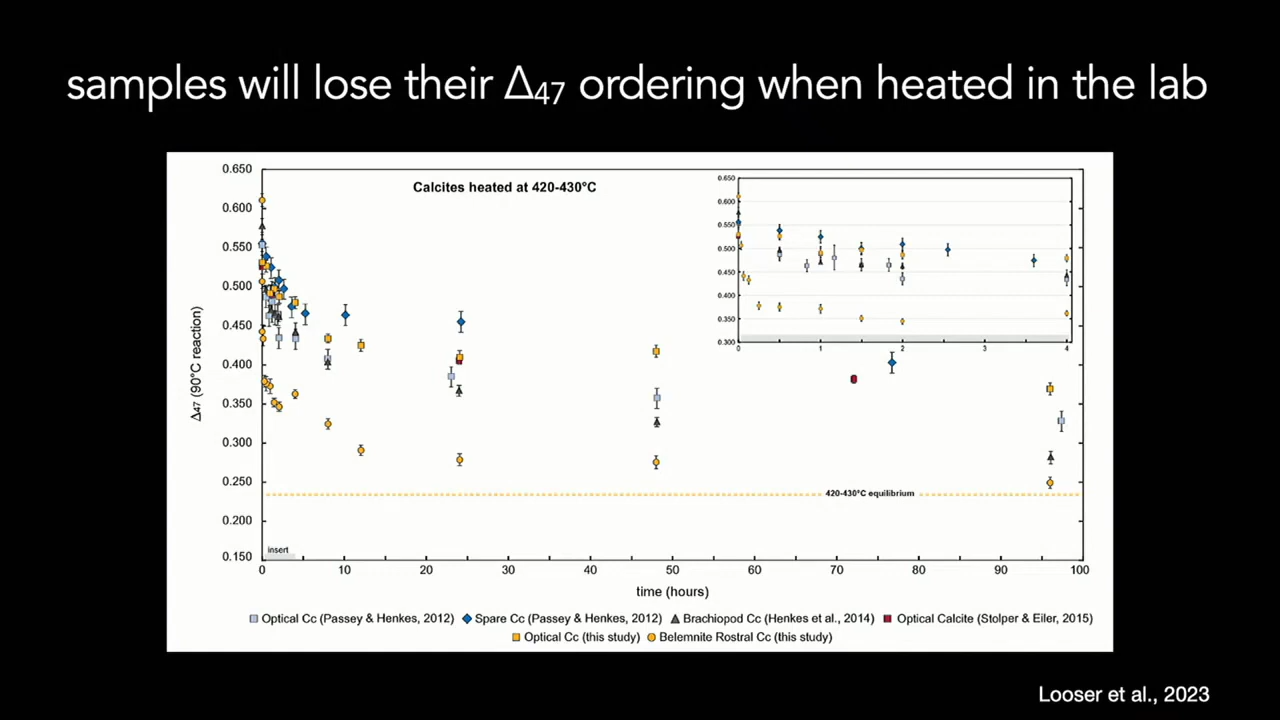 samples will lose their Δ47 ordering when heated in the lab
Calcites heated at 420-430°C
0.650
0.600
0.550
0.500
0.450
0.400
0.350
0.300
0.250
0.200
0.150
Δ47 (90°C reaction)
0.650
0.600
0.550
0.500
0.450
0.400
0.350
0.300
0 1 2 3 4
420-430°C equilibrium
insert
0 10 20 30 40 50 60 70 80 90 100
time (hours)
Optical Cc (Passey & Henkes, 2012) Spare Cc (Passey & Henkes, 2012) Brachiopod Cc (Henkes et al., 2014) Optical Calcite (Stolper & Eiler, 2015)
Optical Cc (this study) Belemnite Rostral Cc (this study)
Looser et al., 2023